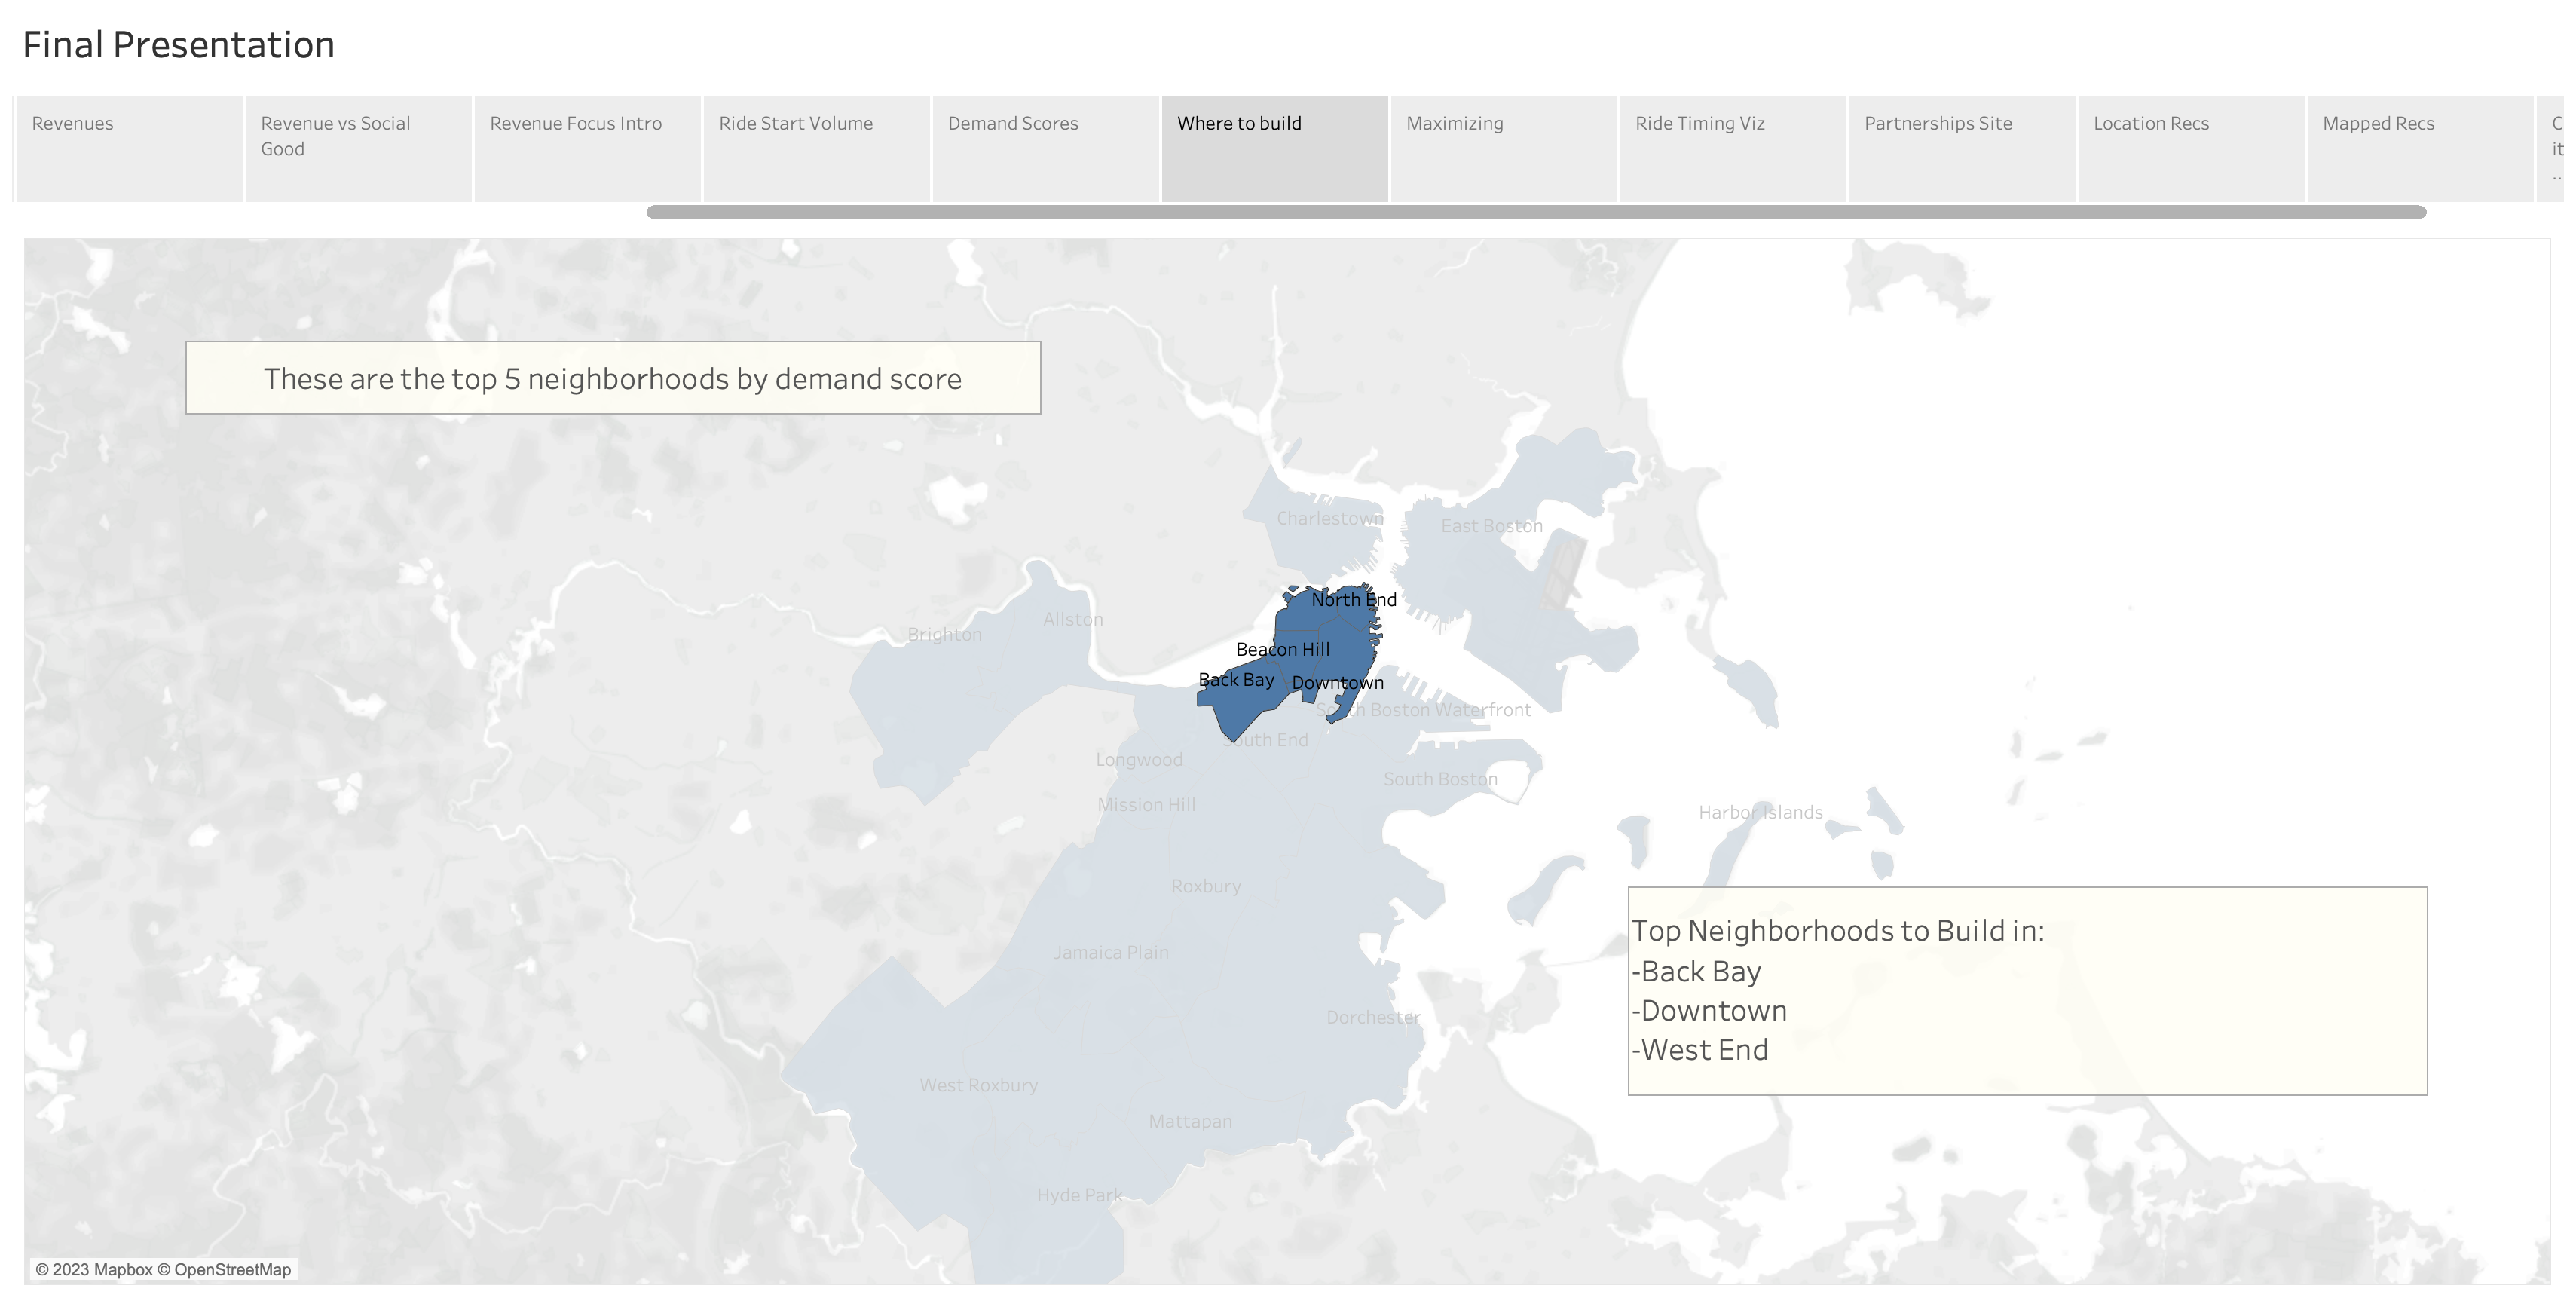 Final Presentation
Revenues
Revenue vs Social
Good
Revenue Focus Intro
Ride Start Volume
Demand Scores
Where to build
Maximizing
Ride Timing Viz
Partnerships Site
Location Recs
Mapped Recs
C
it
..
These are the top 5 neighborhoods by demand score
Charlestown
East Boston
North End
Allston
Brighton
Beacon Hill
Back Bay
Downtown
South Boston Waterfront
South End
Longwood
South Boston
Mission Hill
Harbor Islands
Roxbury
Jamaica Plain
Dorchester
West Roxbury
Mattapan
Hyde Park
Top Neighborhoods to Build in:
-Back Bay
-Downtown
-West End
© 2023 Mapbox © OpenStreetMap